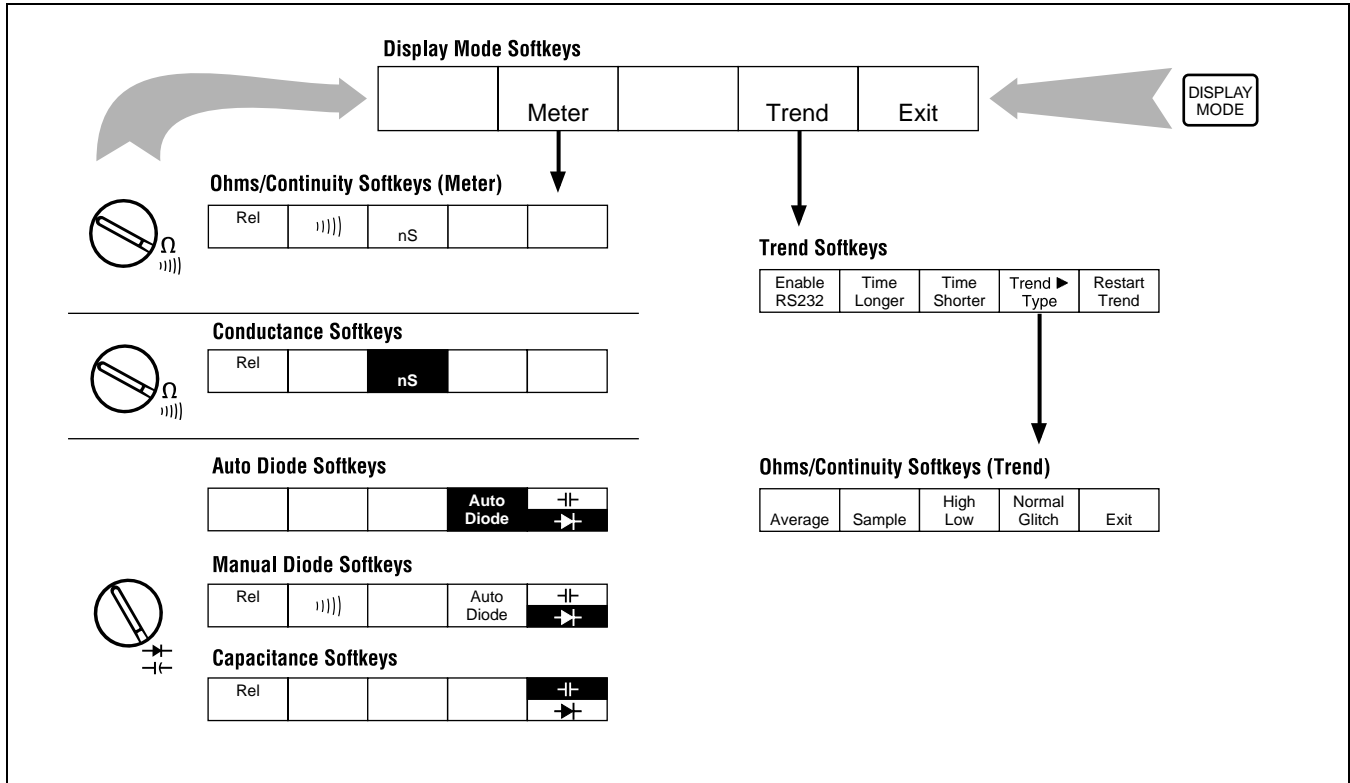 Display Mode Softkeys
Meter Trend Exit
DISPLAY
MODE
Ohms/Continuity Softkeys (Meter)
Rel nS
Ω
Conductance Softkeys
Rel nS
Ω
Auto Diode Softkeys
Auto
Diode
Manual Diode Softkeys
Rel Auto
Diode
Capacitance Softkeys
Rel
Trend Softkeys
Enable Time Time Trend ► Restart
RS232 Longer Shorter Type Trend
Ohms/Continuity Softkeys (Trend)
High Normal
Average Sample Low Glitch Exit